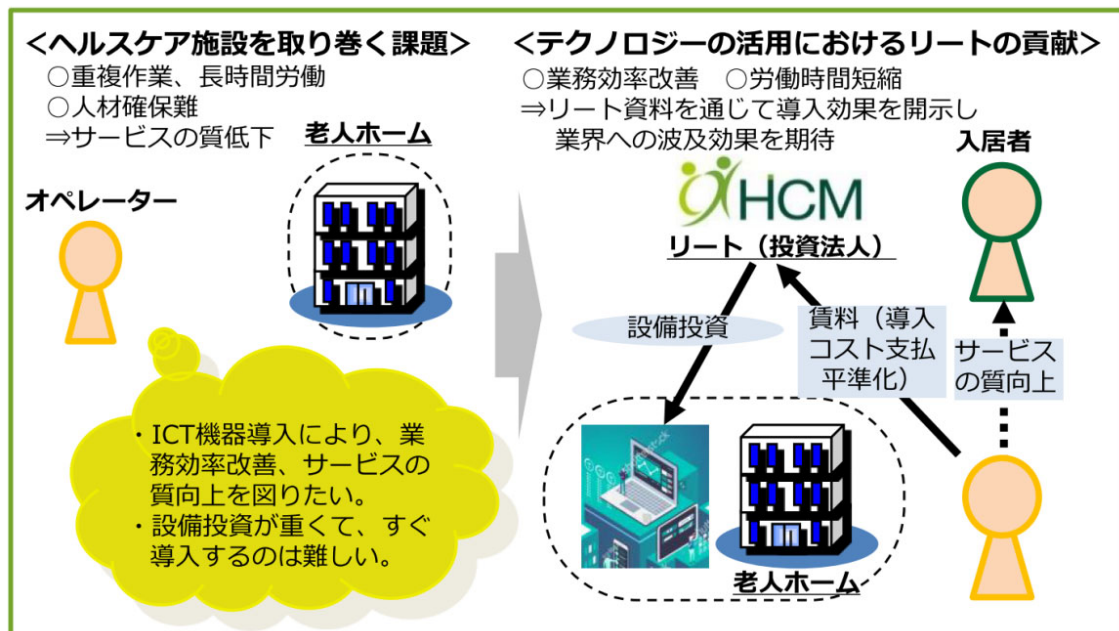 ＜ヘルスケア施設を取り巻く課題＞
○重複作業、長時間労働
○人材確保難
⇒サービスの質低下
老人ホーム
オペレーター
・ICT機器導入により、業
務効率改善、サービスの
質向上を図りたい。
・設備投資が重くて、すぐ
導入するのは難しい。
＜テクノロジーの活用におけるリートの貢献＞
○業務効率改善　○労働時間短縮
⇒リート資料を通じて導入効果を開示し
業界への波及効果を期待
入居者
HCM
リート（投資法人）
設備投資
賃料（導入
コスト支払
平準化）
サービス
の質向上
老人ホーム